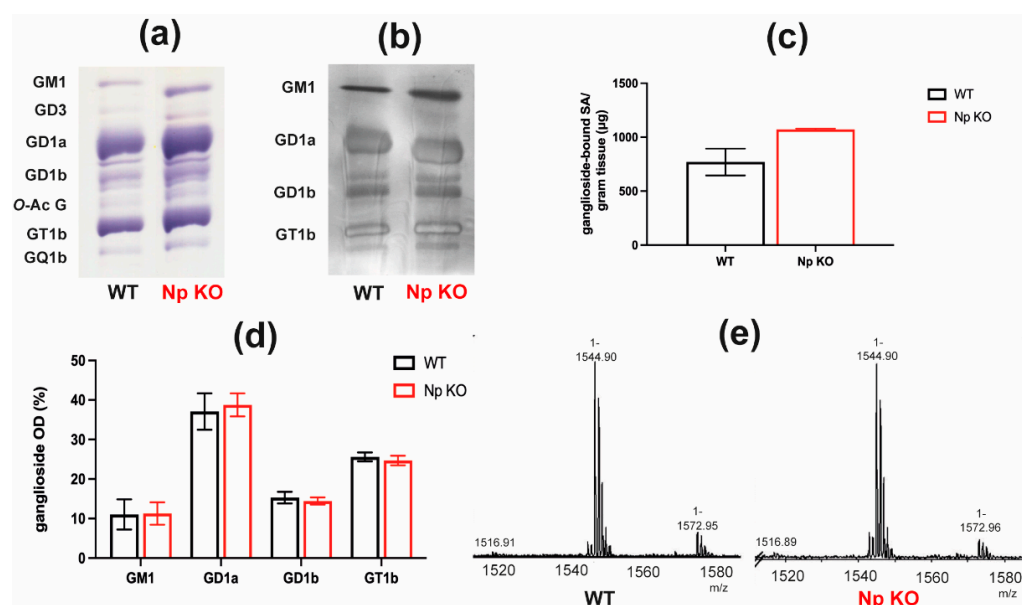 (a)
GM1
GD3
GD1a
GD1b
O-Ac G
GT1b
GQ1b
WT Np KO
(b)
GM1
GD1a
GD1b
GT1b
WT Np KO
(c)
ganglioside-bound SA/
gram tissue (μg)
1500
1000
500
0
WT Np KO
WT
Np KO
(d)
ganglioside OD (%)
50
40
30
20
10
0
GM1 GD1a GD1b GT1b
WT
Np KO
(e)
1-
1544.90
1-
1572.95
1516.91
1520 1540 1560 1580
m/z
WT
1-
1544.90
1-
1572.96
1516.89
1520 1540 1560 1580
m/z
Np KO